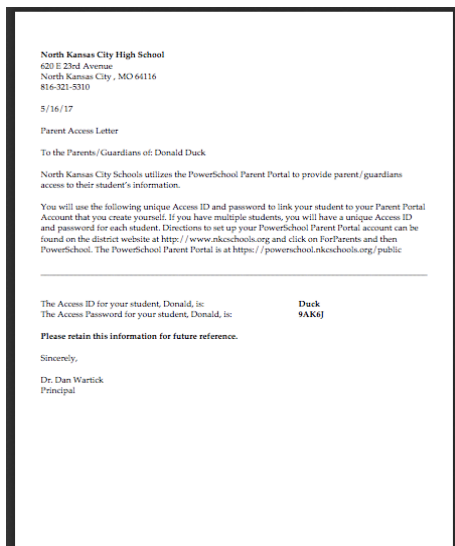 North Kansas City High School
620 E 23rd Avenue
North Kansas City , MO 64116
816-321-5310
5/16/17
Parent Access Letter
To the Parents/Guardians of: Donald Duck
North Kansas City Schools utilizes the PowerSchool Parent Portal to provide parent/guardians
access to their student's information.
You will use the following unique Access ID and password to link your student to your Parent Portal
Account that you create yourself. If you have multiple students, you will have a unique Access ID
and password for each student. Directions to set up your PowerSchool Parent Portal account can be
found on the district website at http://www.nkcschools.org and click on ForParents and then
PowerSchool. The PowerSchool Parent Portal is at https://powerschool.nkcschools.org/public
The Access ID for your student, Donald, is: Duck
The Access Password for your student, Donald, is: 9AK6J
Please retain this information for future reference.
Sincerely,
Dr. Dan Wartick
Principal